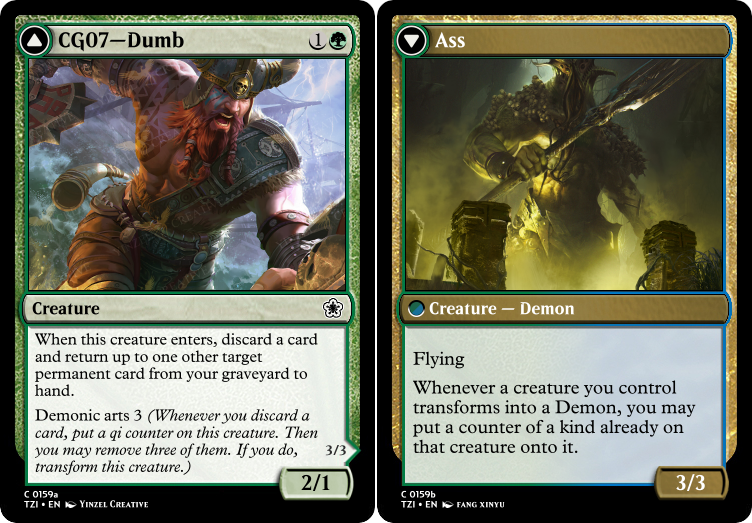 CG07—Dumb
1
Creature
When this creature enters, discard a card
and return up to one other target
permanent card from your graveyard to
hand.
Demonic arts 3 (Whenever you discard a
card, put a qi counter on this creature. Then
you may remove three of them. If you do,
transform this creature.)
3/3
2/1
C 0159a
TZI • EN Yinzel Creative
Ass
Creature — Demon
Flying
Whenever a creature you control
transforms into a Demon, you may
put a counter of a kind already on
that creature onto it.
3/3
C 0159b
TZI • EN fang xinyu